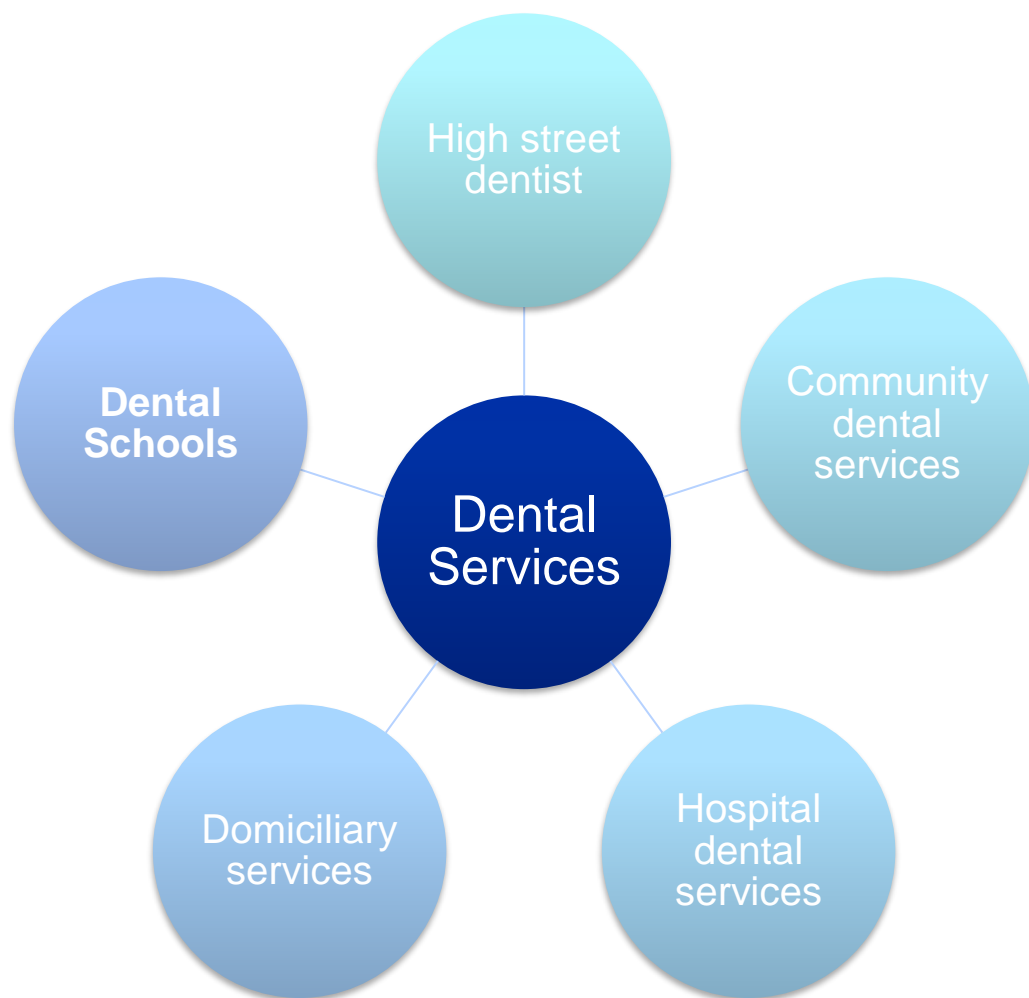 High street
dentist
Community
dental
services
Dental
Schools
Dental
Services
Domiciliary
services
Hospital
dental
services